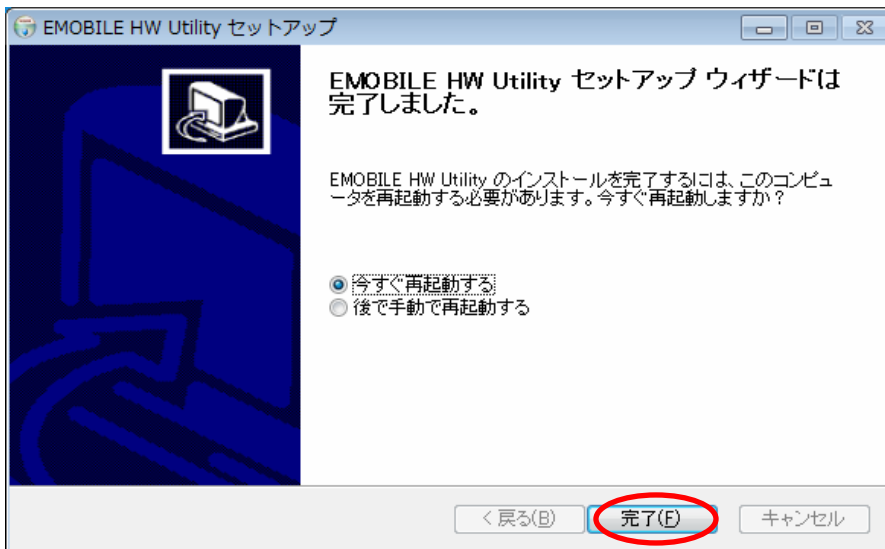 EMOBILE HW Utility セットアップ
EMOBILE HW Utility セットアップ ウィザードは
完了しました。
EMOBILE HW Utility のインストールを完了するには、このコンピュ
ータを再起動する必要があります。今すぐ再起動しますか？
今すぐ再起動する
後で手動で再起動する
< 戻る(B)
完了(F)
キャンセル